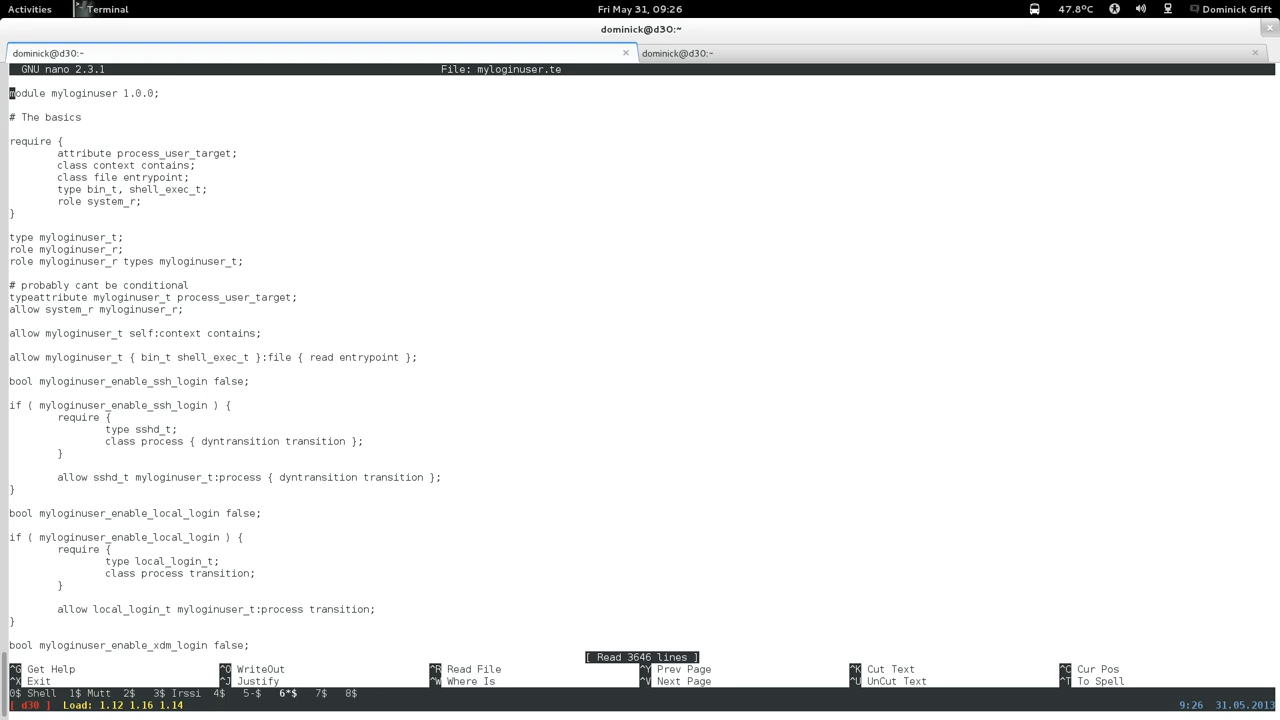 Activities Terminal Fri May 31, 09:26 47.8°C Dominick Grift
dominick@d30:~
dominick@d30:~ × dominick@d30:~ ×
GNU nano 2.3.1 File: myloginuser.te
module myloginuser 1.0.0;
# The basics
require {
attribute process_user_target;
class context contains;
class file entrypoint;
type bin_t, shell_exec_t;
role system_r;
}
type myloginuser_t;
role myloginuser_r;
role myloginuser_r types myloginuser_t;
# probably cant be conditional
typeattribute myloginuser_t process_user_target;
allow system_r myloginuser_r;
allow myloginuser_t self:context contains;
allow myloginuser_t { bin_t shell_exec_t }:file { read entrypoint };
bool myloginuser_enable_ssh_login false;
if ( myloginuser_enable_ssh_login ) {
require {
type sshd_t;
class process { dyntransition transition };
}
allow sshd_t myloginuser_t:process { dyntransition transition };
}
bool myloginuser_enable_local_login false;
if ( myloginuser_enable_local_login ) {
require {
type local_login_t;
class process transition;
}
allow local_login_t myloginuser_t:process transition;
}
bool myloginuser_enable_xdm_login false;
[ Read 3646 lines ]
^G Get Help ^O WriteOut ^R Read File ^Y Prev Page ^K Cut Text ^C Cur Pos
^X Exit ^J Justify ^W Where Is ^V Next Page ^U UnCut Text ^T To Spell
0$ Shell 1$ Mutt 2$ 3$ Irssi 4$ 5-$ 6*$ 7$ 8$
[ d30 ] Load: 1.12 1.16 1.14 9:26 31.05.2013